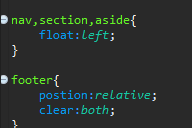 nav,section,aside{
float:left;
}
footer{
postion:relative;
clear:both;
}